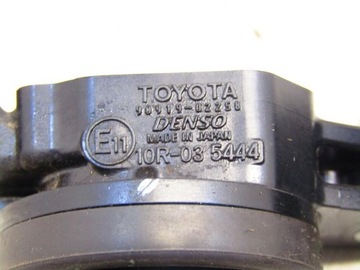 TOYOTA
90919-02258
DENSO
MADE IN JAPAN
E11
10R-03 5444